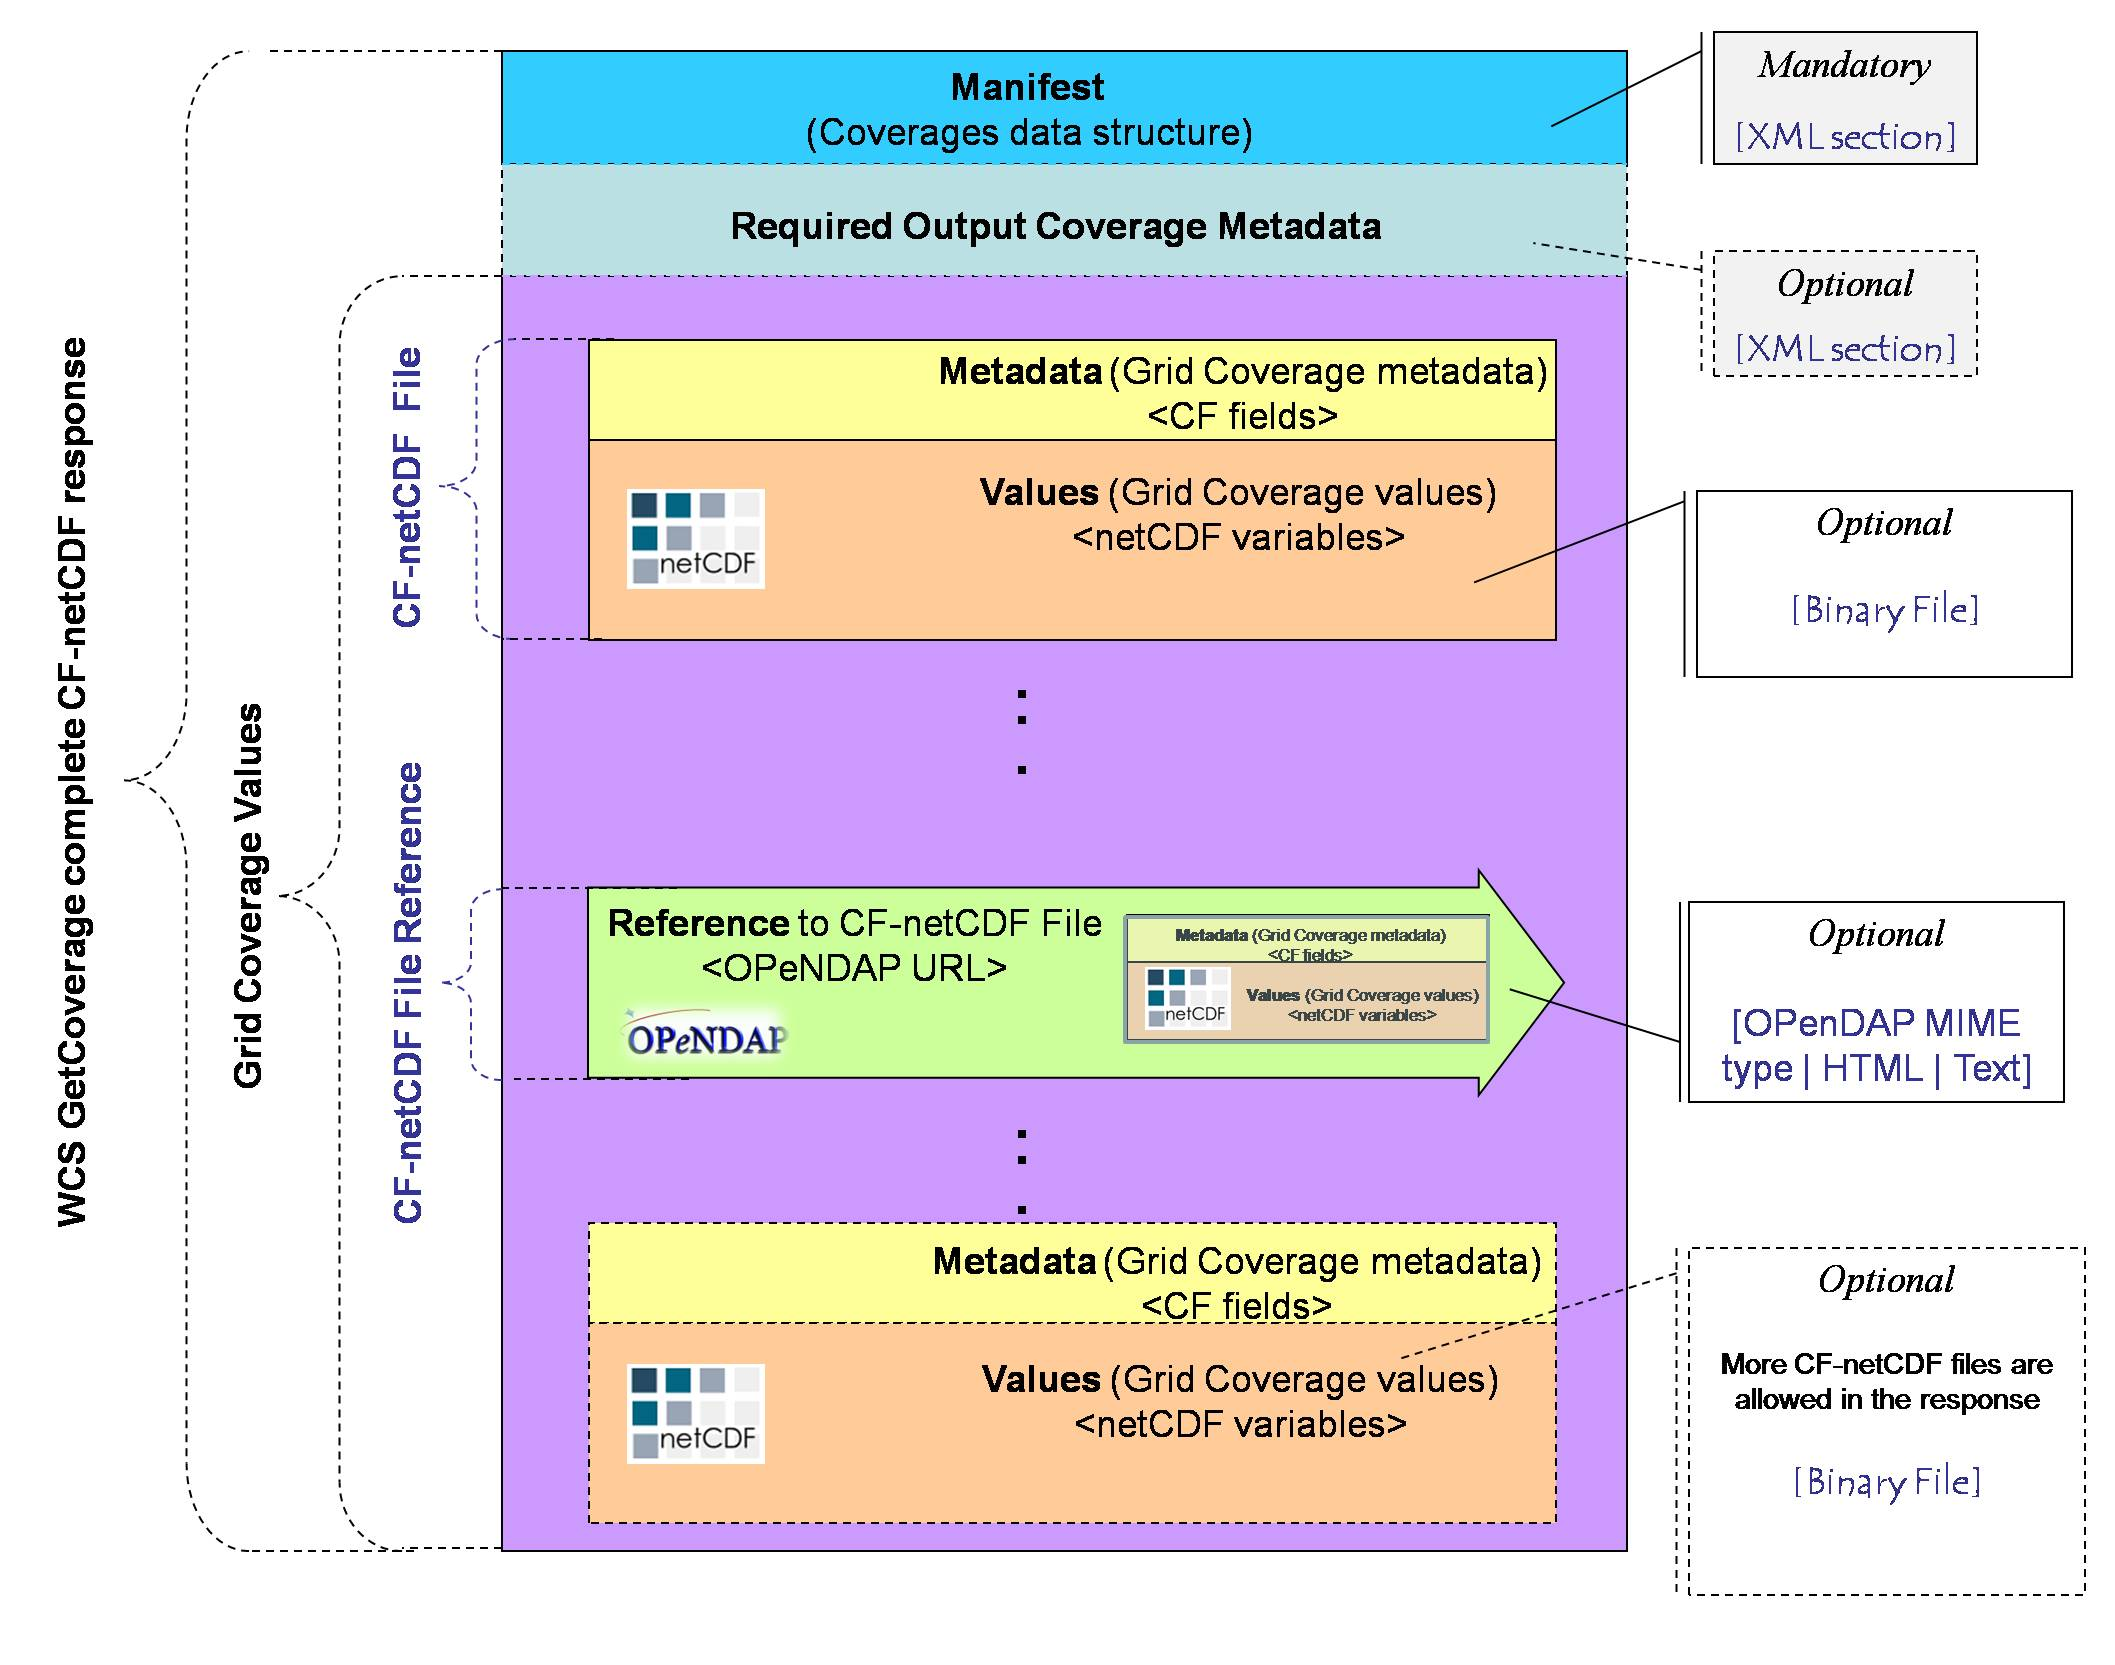 Manifest
(Coverages data structure)
Mandatory
[XML section]
Required Output Coverage Metadata
Optional
[XML section]
WCS GetCoverage complete CF-netCDF response
Grid Coverage Values
CF-netCDF File
Metadata (Grid Coverage metadata)
<CF fields>
netCDF
Values (Grid Coverage values)
<netCDF variables>
Optional
[Binary File]
CF-netCDF File Reference
Reference to CF-netCDF File
<OPeNDAP URL>
OPeNDAP
Metadata (Grid Coverage metadata)
<CF fields>
netCDF
Values (Grid Coverage values)
<netCDF variables>
Optional
[OPenDAP MIME
type | HTML | Text]
Metadata (Grid Coverage metadata)
<CF fields>
netCDF
Values (Grid Coverage values)
<netCDF variables>
Optional
More CF-netCDF files are
allowed in the response
[Binary File]